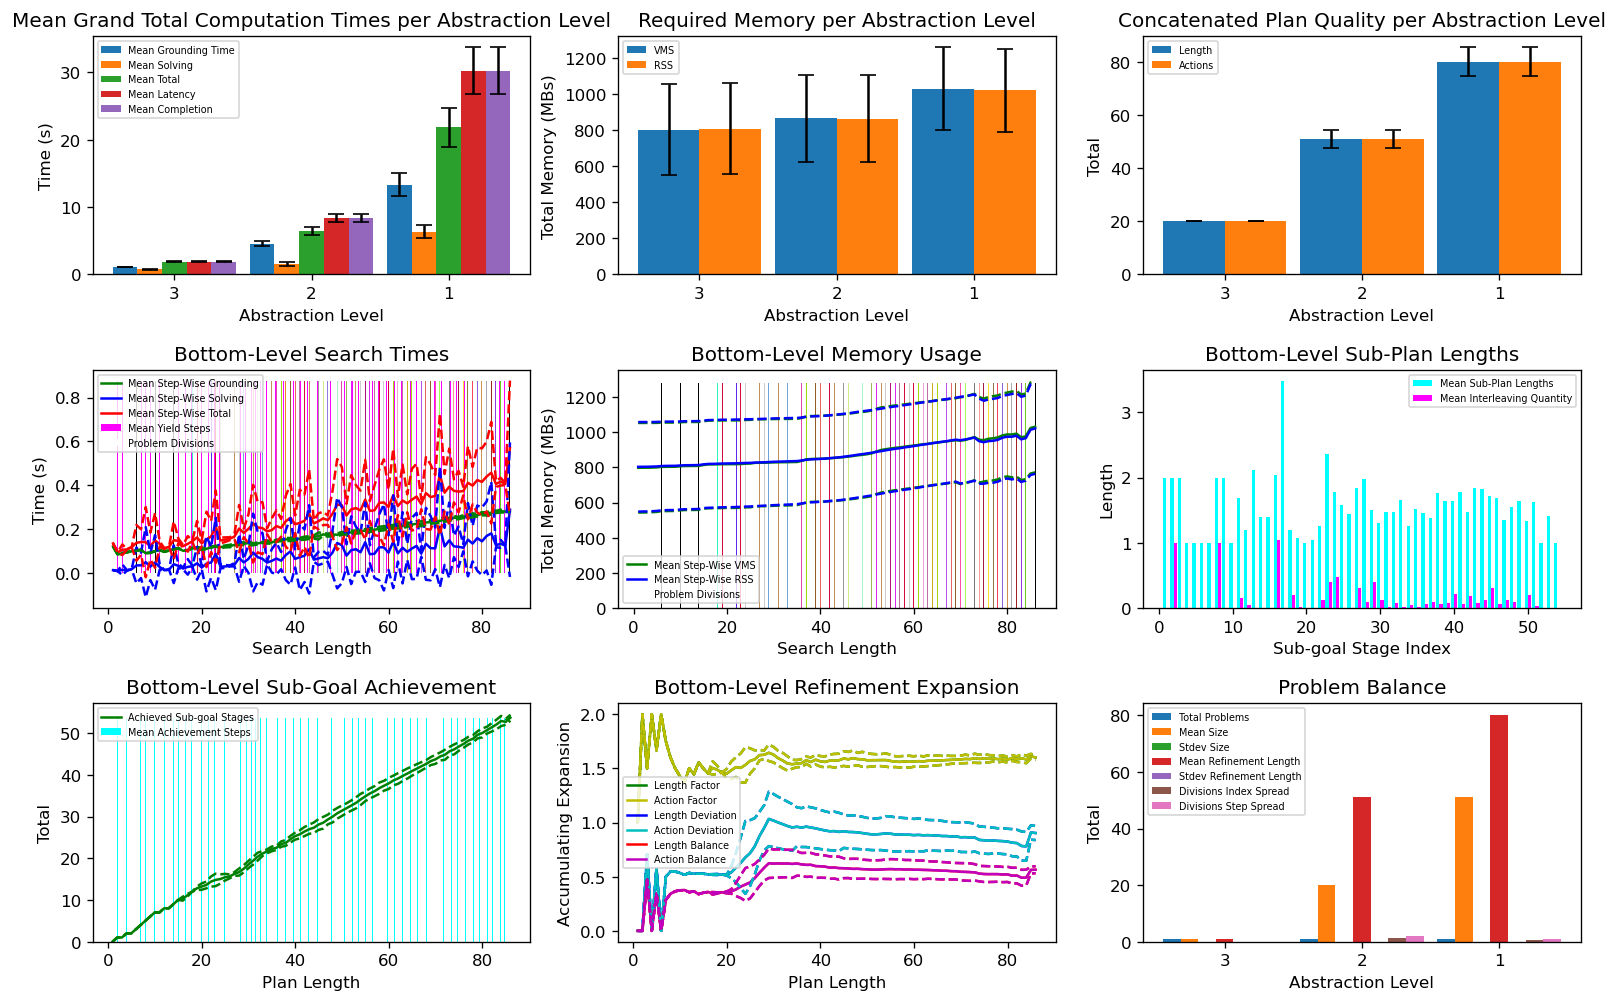 Mean Grand Total Computation Times per Abstraction Level
Time (s)
30
20
10
0
Mean Grounding Time
Mean Solving
Mean Total
Mean Latency
Mean Completion
3 2 1
Abstraction Level
Required Memory per Abstraction Level
Total Memory (MBs)
1200
1000
800
600
400
200
0
VMS
RSS
3 2 1
Abstraction Level
Concatenated Plan Quality per Abstraction Level
Total
80
60
40
20
0
Length
Actions
3 2 1
Abstraction Level
Bottom-Level Search Times
Time (s)
0.8
0.6
0.4
0.2
0.0
Mean Step-Wise Grounding
Mean Step-Wise Solving
Mean Step-Wise Total
Mean Yield Steps
Problem Divisions
0 20 40 60 80
Search Length
Bottom-Level Memory Usage
Total Memory (MBs)
1200
1000
800
600
400
200
0
Mean Step-Wise VMS
Mean Step-Wise RSS
Problem Divisions
0 20 40 60 80
Search Length
Bottom-Level Sub-Plan Lengths
Length
3
2
1
0
Mean Sub-Plan Lengths
Mean Interleaving Quantity
0 10 20 30 40 50
Sub-goal Stage Index
Bottom-Level Sub-Goal Achievement
Total
50
40
30
20
10
0
Achieved Sub-goal Stages
Mean Achievement Steps
0 20 40 60 80
Plan Length
Bottom-Level Refinement Expansion
Accumulating Expansion
2.0
1.5
1.0
0.5
0.0
Length Factor
Action Factor
Length Deviation
Action Deviation
Length Balance
Action Balance
0 20 40 60 80
Plan Length
Problem Balance
Total
80
60
40
20
0
Total Problems
Mean Size
Stdev Size
Mean Refinement Length
Stdev Refinement Length
Divisions Index Spread
Divisions Step Spread
3 2 1
Abstraction Level